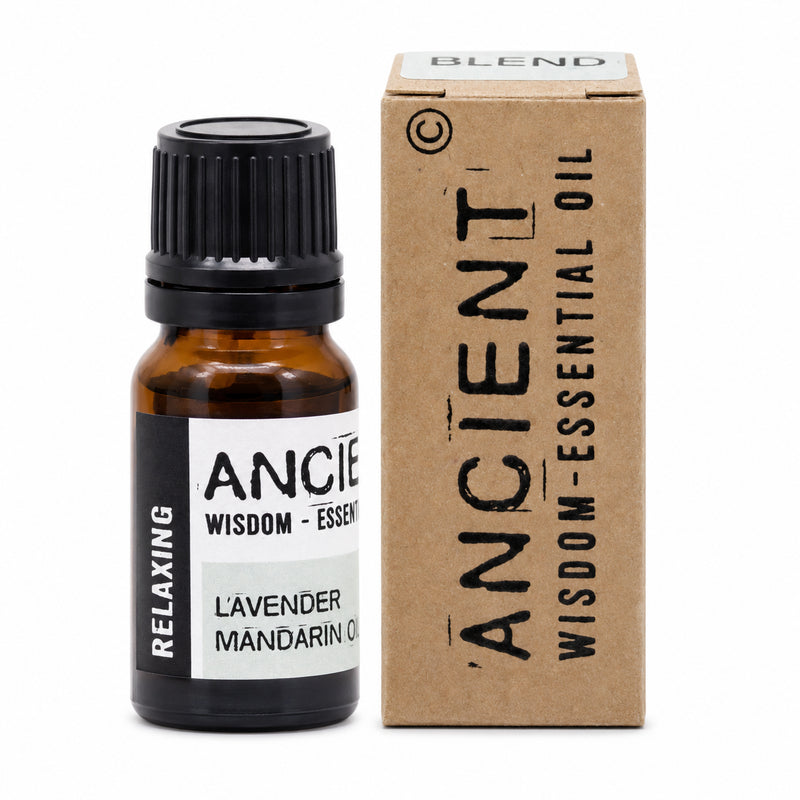 RELAXING
ANCIE
WISDOM - ESSENT
LAVENDER
MANDARIN
BLEND
©
ANCIENT
WISDOM-ESSENTIAL OIL